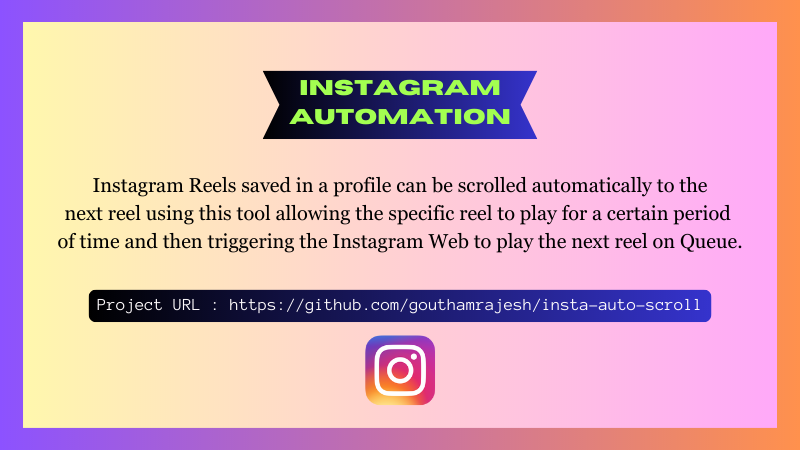 INSTAGRAM
AUTOMATION
Instagram Reels saved in a profile can be scrolled automatically to the
next reel using this tool allowing the specific reel to play for a certain period
of time and then triggering the Instagram Web to play the next reel on Queue.
Project URL : https://github.com/gouthamrajesh/insta-auto-scroll